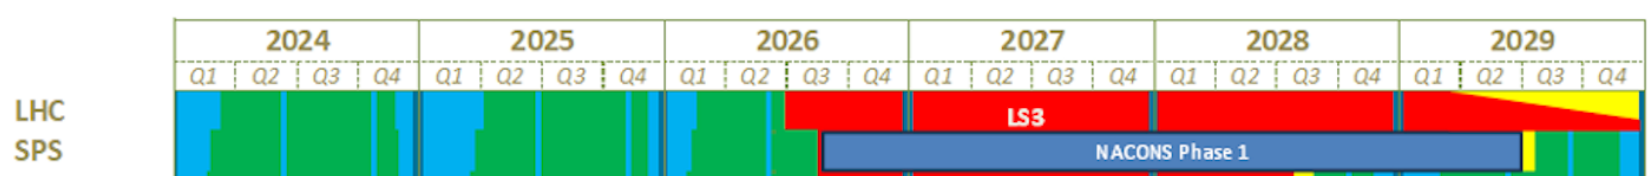 2024 2025 2026 2027 2028 2029
Q1 Q2 Q3 Q4 Q1 Q2 Q3 Q4 Q1 Q2 Q3 Q4 Q1 Q2 Q3 Q4 Q1 Q2 Q3 Q4 Q1 Q2 Q3 Q4
LHC LS3
SPS NACONS Phase 1